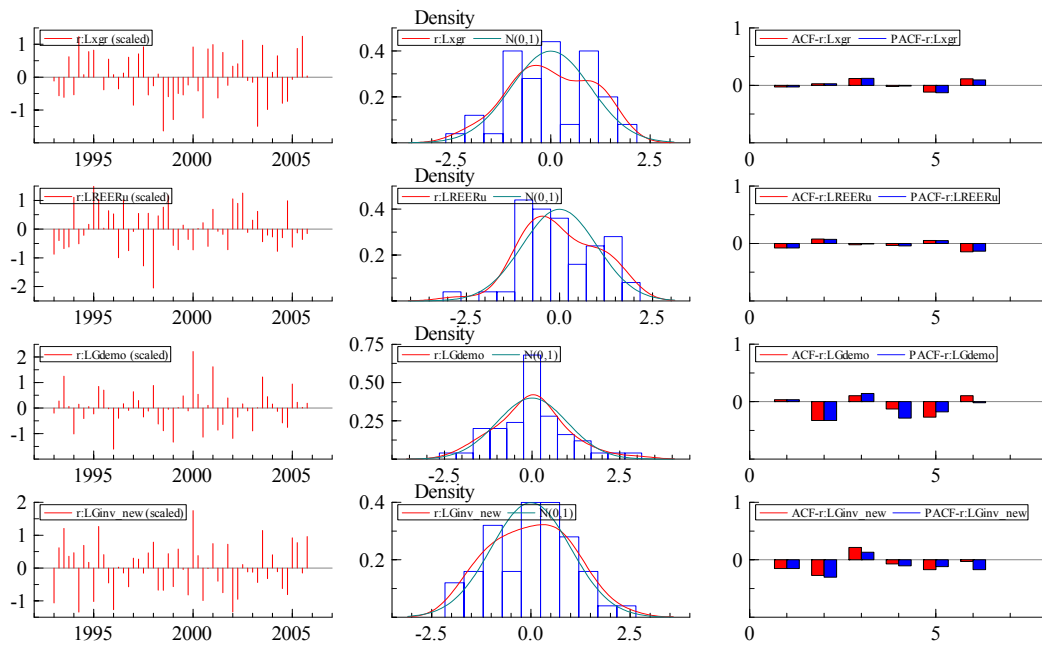 Density
r:Lxgr (scaled)
r:Lxgr N(0,1)
ACF-r:Lxgr PACF-r:Lxgr
1
0
-1
1995 2000 2005
0.4
0.2
-2.5 0.0 2.5
1
0
0 5
Density
r:LREERu (scaled)
r:LREERu N(0,1)
ACF-r:LREERu PACF-r:LREERu
1
0
-1
-2
1995 2000 2005
0.4
0.2
-2.5 0.0 2.5
1
0
0 5
Density
r:LGdemo (scaled)
r:LGdemo N(0,1)
ACF-r:LGdemo PACF-r:LGdemo
2
1
0
-1
1995 2000 2005
0.75
0.50
0.25
-2.5 0.0 2.5
1
0
0 5
Density
r:LGinv_new (scaled)
r:LGinv_new N(0,1)
ACF-r:LGinv_new PACF-r:LGinv_new
2
1
0
-1
1995 2000 2005
0.4
0.2
-2.5 0.0 2.5
1
0
0 5